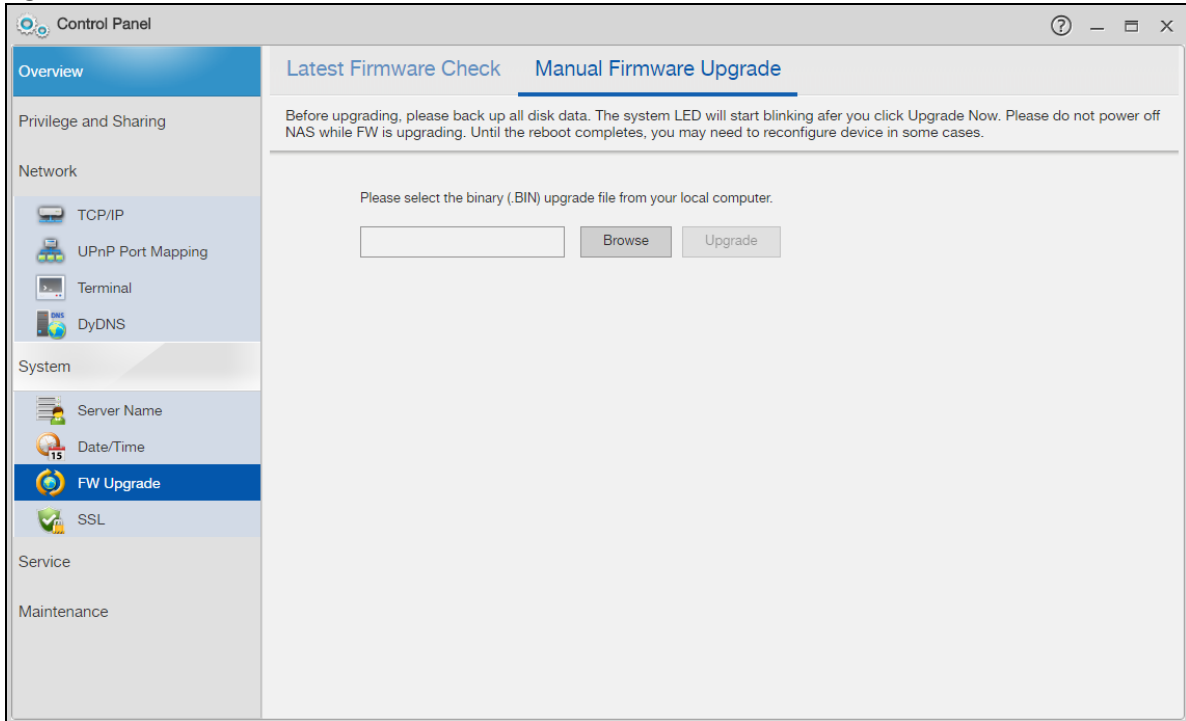 Control Panel
Overview
Privilege and Sharing
Network
TCP/IP
UPnP Port Mapping
Terminal
DNS
DyDNS
System
Server Name
15
Date/Time
FW Upgrade
SSL
Service
Maintenance
Latest Firmware Check
Manual Firmware Upgrade
Before upgrading, please back up all disk data. The system LED will start blinking afer you click Upgrade Now. Please do not power off
NAS while FW is upgrading. Until the reboot completes, you may need to reconfigure device in some cases.
Please select the binary (.BIN) upgrade file from your local computer.
Browse
Upgrade